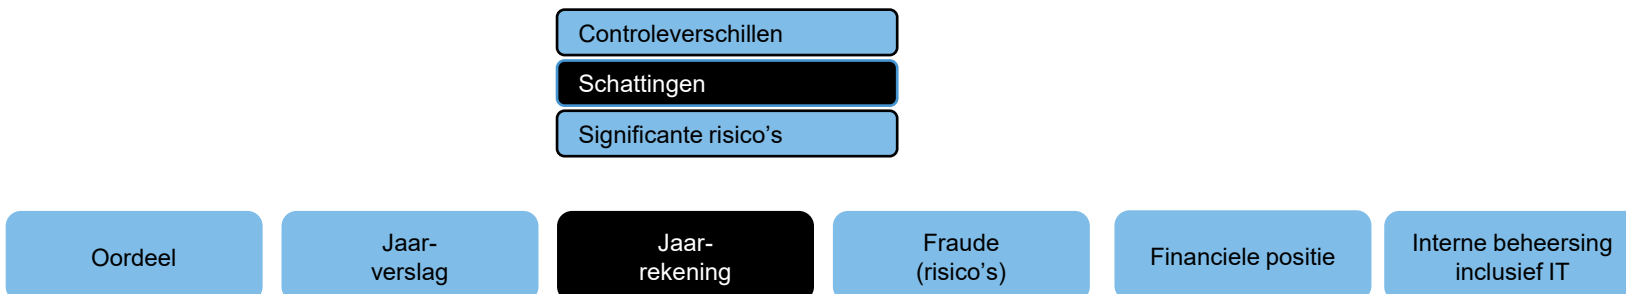 Controleverschillen
Schattingen
Significante risico’s
Oordeel
Jaar-
verslag
Jaar-
rekening
Fraude
(risico’s)
Financiele positie
Interne beheersing
inclusief IT